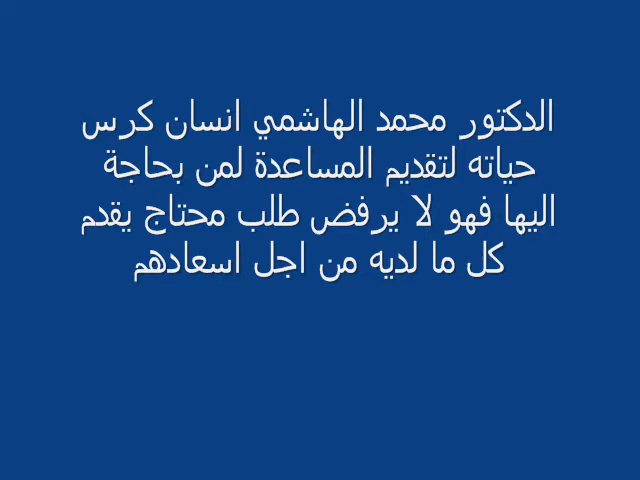 الدكتور محمد الهاشمي انسان كرس
حياته لتقديم المساعدة لمن بحاجة
اليها فهو لا يرفض طلب محتاج يقدم
كل ما لديه من اجل اسعادهم